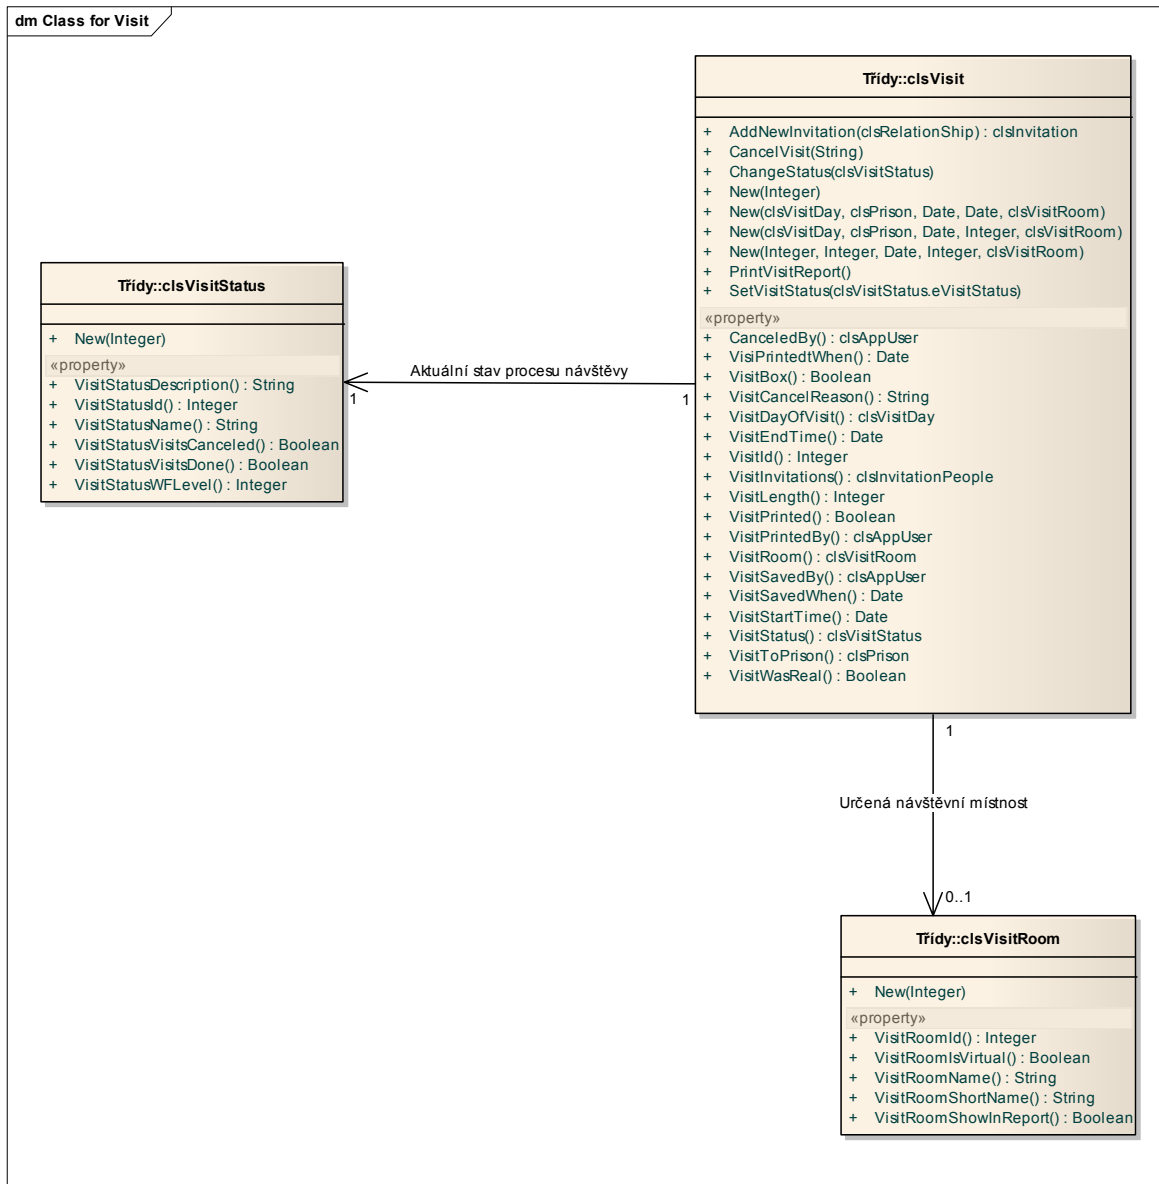 dm Class for Visit
Třídy::clsVisit
+ AddNewInvitation(clsRelationShip) : clsInvitation
+ CancelVisit(String)
+ ChangeStatus(clsVisitStatus)
+ New(Integer)
+ New(clsVisitDay, clsPrison, Date, Date, clsVisitRoom)
+ New(clsVisitDay, clsPrison, Date, Integer, clsVisitRoom)
+ New(Integer, Integer, Date, Integer, clsVisitRoom)
+ PrintVisitReport()
+ SetVisitStatus(clsVisitStatus.eVisitStatus)
«property»
+ CanceledBy() : clsAppUser
+ VisiPrintedtWhen() : Date
+ VisitBox() : Boolean
+ VisitCancelReason() : String
+ VisitDayOfVisit() : clsVisitDay
+ VisitEndTime() : Date
+ VisitId() : Integer
+ VisitInvitations() : clsInvitationPeople
+ VisitLength() : Integer
+ VisitPrinted() : Boolean
+ VisitPrintedBy() : clsAppUser
+ VisitRoom() : clsVisitRoom
+ VisitSavedBy() : clsAppUser
+ VisitSavedWhen() : Date
+ VisitStartTime() : Date
+ VisitStatus() : clsVisitStatus
+ VisitToPrison() : clsPrison
+ VisitWasReal() : Boolean
Třídy::clsVisitStatus
+ New(Integer)
«property»
+ VisitStatusDescription() : String
+ VisitStatusId() : Integer
+ VisitStatusName() : String
+ VisitStatusVisitsCanceled() : Boolean
+ VisitStatusVisitsDone() : Boolean
+ VisitStatusWFLevel() : Integer
Aktuální stav procesu návštěvy
1
1
1
Určená návštěvní místnost
0..1
Třídy::clsVisitRoom
+ New(Integer)
«property»
+ VisitRoomId() : Integer
+ VisitRoomIsVirtual() : Boolean
+ VisitRoomName() : String
+ VisitRoomShortName() : String
+ VisitRoomShowInReport() : Boolean